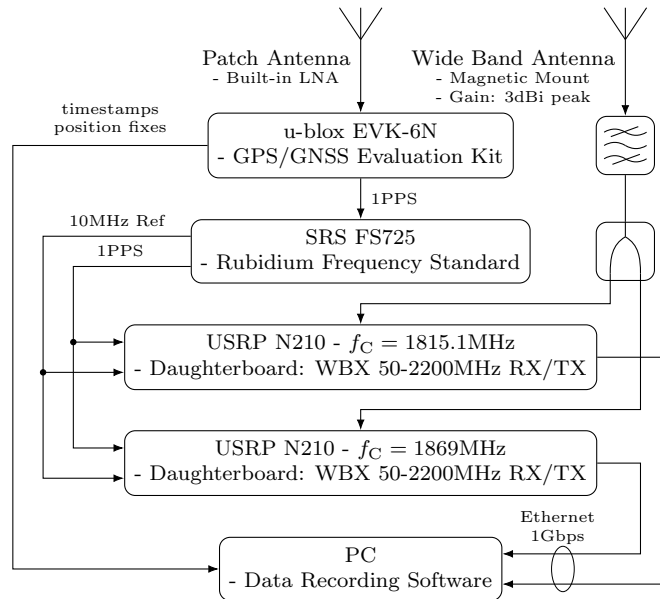 Patch Antenna
- Built-in LNA
Wide Band Antenna
- Magnetic Mount
- Gain: 3dBi peak
timestamps
position fixes
u-blox EVK-6N
- GPS/GNSS Evaluation Kit
1PPS
10MHz Ref
1PPS
SRS FS725
- Rubidium Frequency Standard
USRP N210 - f_C = 1815.1MHz
- Daughterboard: WBX 50-2200MHz RX/TX
USRP N210 - f_C = 1869MHz
- Daughterboard: WBX 50-2200MHz RX/TX
Ethernet
1Gbps
PC
- Data Recording Software